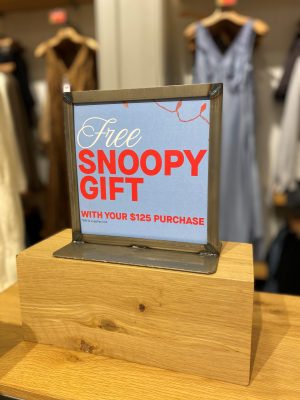 Free
SNOOPY
GIFT
WITH YOUR $125 PURCHASE